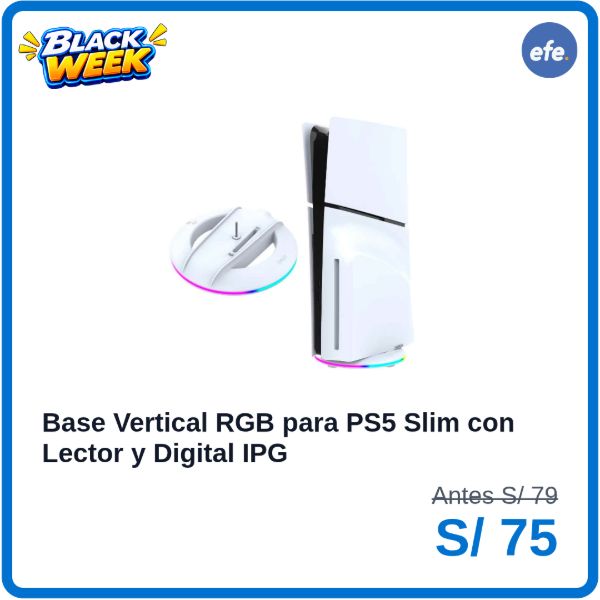 BLACK
WEEK
efe.
Base Vertical RGB para PS5 Slim con
Lector y Digital IPG
Antes S/ 79
S/ 75